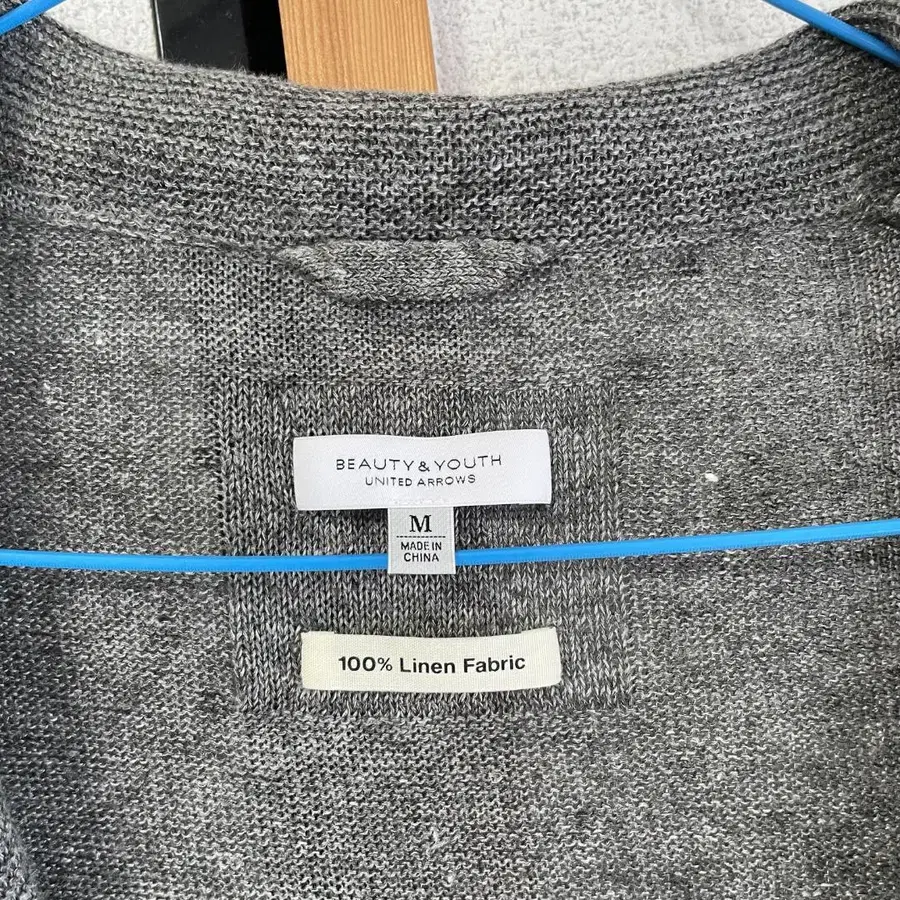 BEAUTY & YOUTH
UNITED ARROWS
M
MADE IN
CHINA
100% Linen Fabric